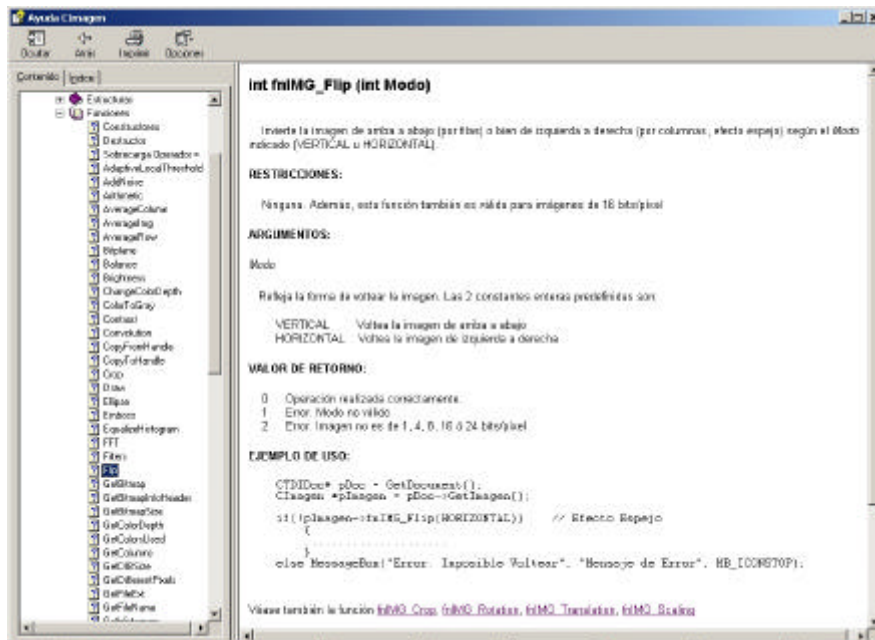 Ayuda CImagen
Ocultar Atrás Imprimir Opciones
Contenido Índice
Estructuras
Funciones
Constructores
Destructor
Sobrecarga Operador =
AdaptiveLocalThreshold
AddNoise
Arithmetic
AverageColumn
AverageImg
AverageRow
Bitplane
Balance
Brightness
ChangeColorDepth
ColorToGray
Contrast
Convolution
CopyFromHandle
CopyToHandle
Crop
Draw
Ellipse
Emboss
EqualizeHistogram
FFT
Filters
Flip
GetBitmap
GetBitmapInfoHeader
GetBitmapSize
GetColorDepth
GetColorsUsed
GetColumns
GetDIBSize
GetDifferentPixels
GetFileExt
GetFileName
int fnIMG_Flip (int Modo)
Invierte la imagen de arriba a abajo (por filas) o bien de izquierda a derecha (por columnas, efecto espejo) según el Modo
indicado (VERTICAL u HORIZONTAL).
RESTRICCIONES:
Ninguna. Además, esta función también es válida para imágenes de 16 bits/pixel
ARGUMENTOS:
Modo
Refleja la forma de voltear la imagen. Las 2 constantes enteras predefinidas son:
VERTICAL Voltea la imagen de arriba a abajo
HORIZONTAL Voltea la imagen de izquierda a derecha
VALOR DE RETORNO:
0 Operación realizada correctamente
1 Error. Modo no válido
2 Error. Imagen no es de 1, 4, 8, 16 ó 24 bits/pixel
EJEMPLO DE USO:
CTDIDoc* pDoc = GetDocument();
CImagen *pImagen = pDoc->GetImagen();
if(!pImagen->fnIMG_Flip(HORIZONTAL)) // Efecto Espejo
{
....................
}
else MessageBox("Error. Imposible Voltear", "Mensaje de Error", MB_ICONSTOP);
Véase también la función fnIMG_Crop, fnIMG_Rotation, fnIMG_Translation, fnIMG_Scaling